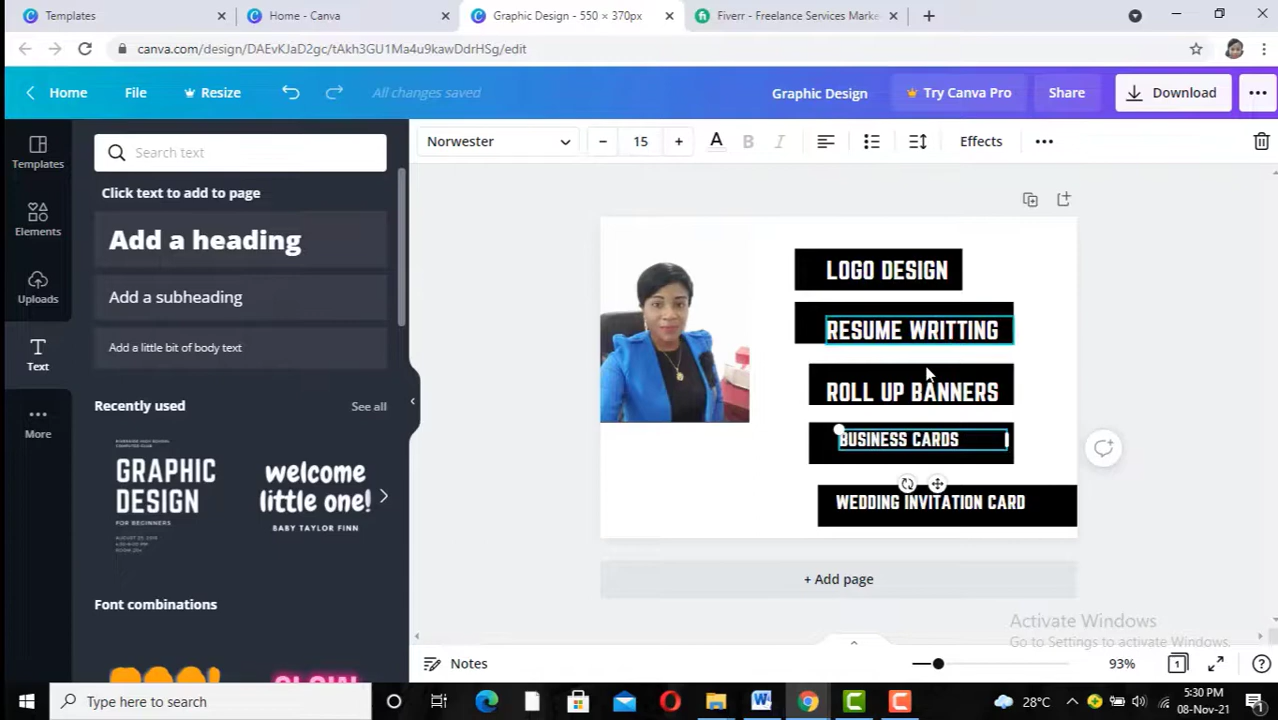 Templates
Home - Canva
Graphic Design - 550 × 370px
Fiverr - Freelance Services Marke
canva.com/design/DAEvKJaD2gc/tAkh3GU1Ma4u9kawDdrHSg/edit
Home
File
Resize
All changes saved
Graphic Design
Try Canva Pro
Share
Download
Templates
Elements
Uploads
Text
More
Search text
Click text to add to page
Add a heading
Add a subheading
Add a little bit of body text
Recently used
See all
GRAPHIC
DESIGN
FOR BEGINNERS
welcome
little one!
BABY TAYLOR FINN
Font combinations
Norwester
15
A
B
I
Effects
LOGO DESIGN
RESUME WRITTING
ROLL UP BANNERS
BUSINESS CARDS
WEDDING INVITATION CARD
+ Add page
Activate Windows
Go to Settings to activate Windows.
Notes
93%
1
Type here to search
28°C
5:30 PM
08-Nov-21